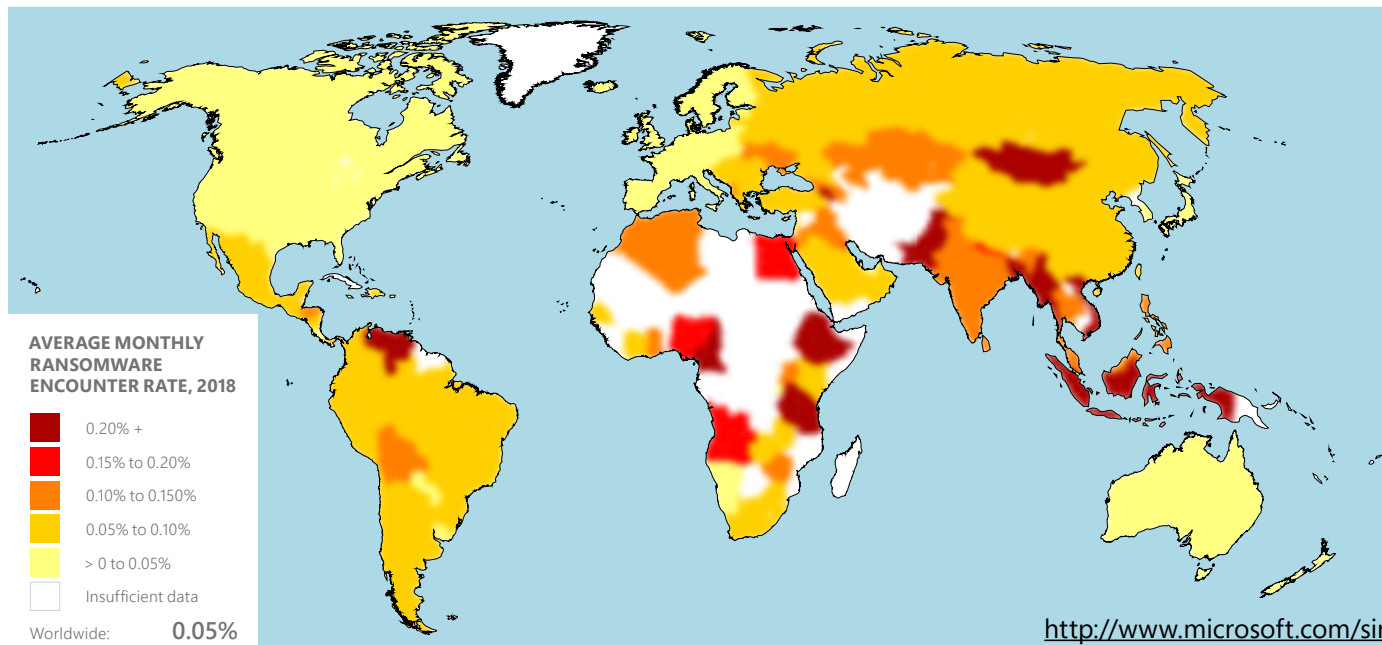 AVERAGE MONTHLY
RANSOMWARE
ENCOUNTER RATE, 2018
0.20% +
0.15% to 0.20%
0.10% to 0.150%
0.05% to 0.10%
> 0 to 0.05%
Insufficient data
Worldwide: 0.05%
http://www.microsoft.com/sir